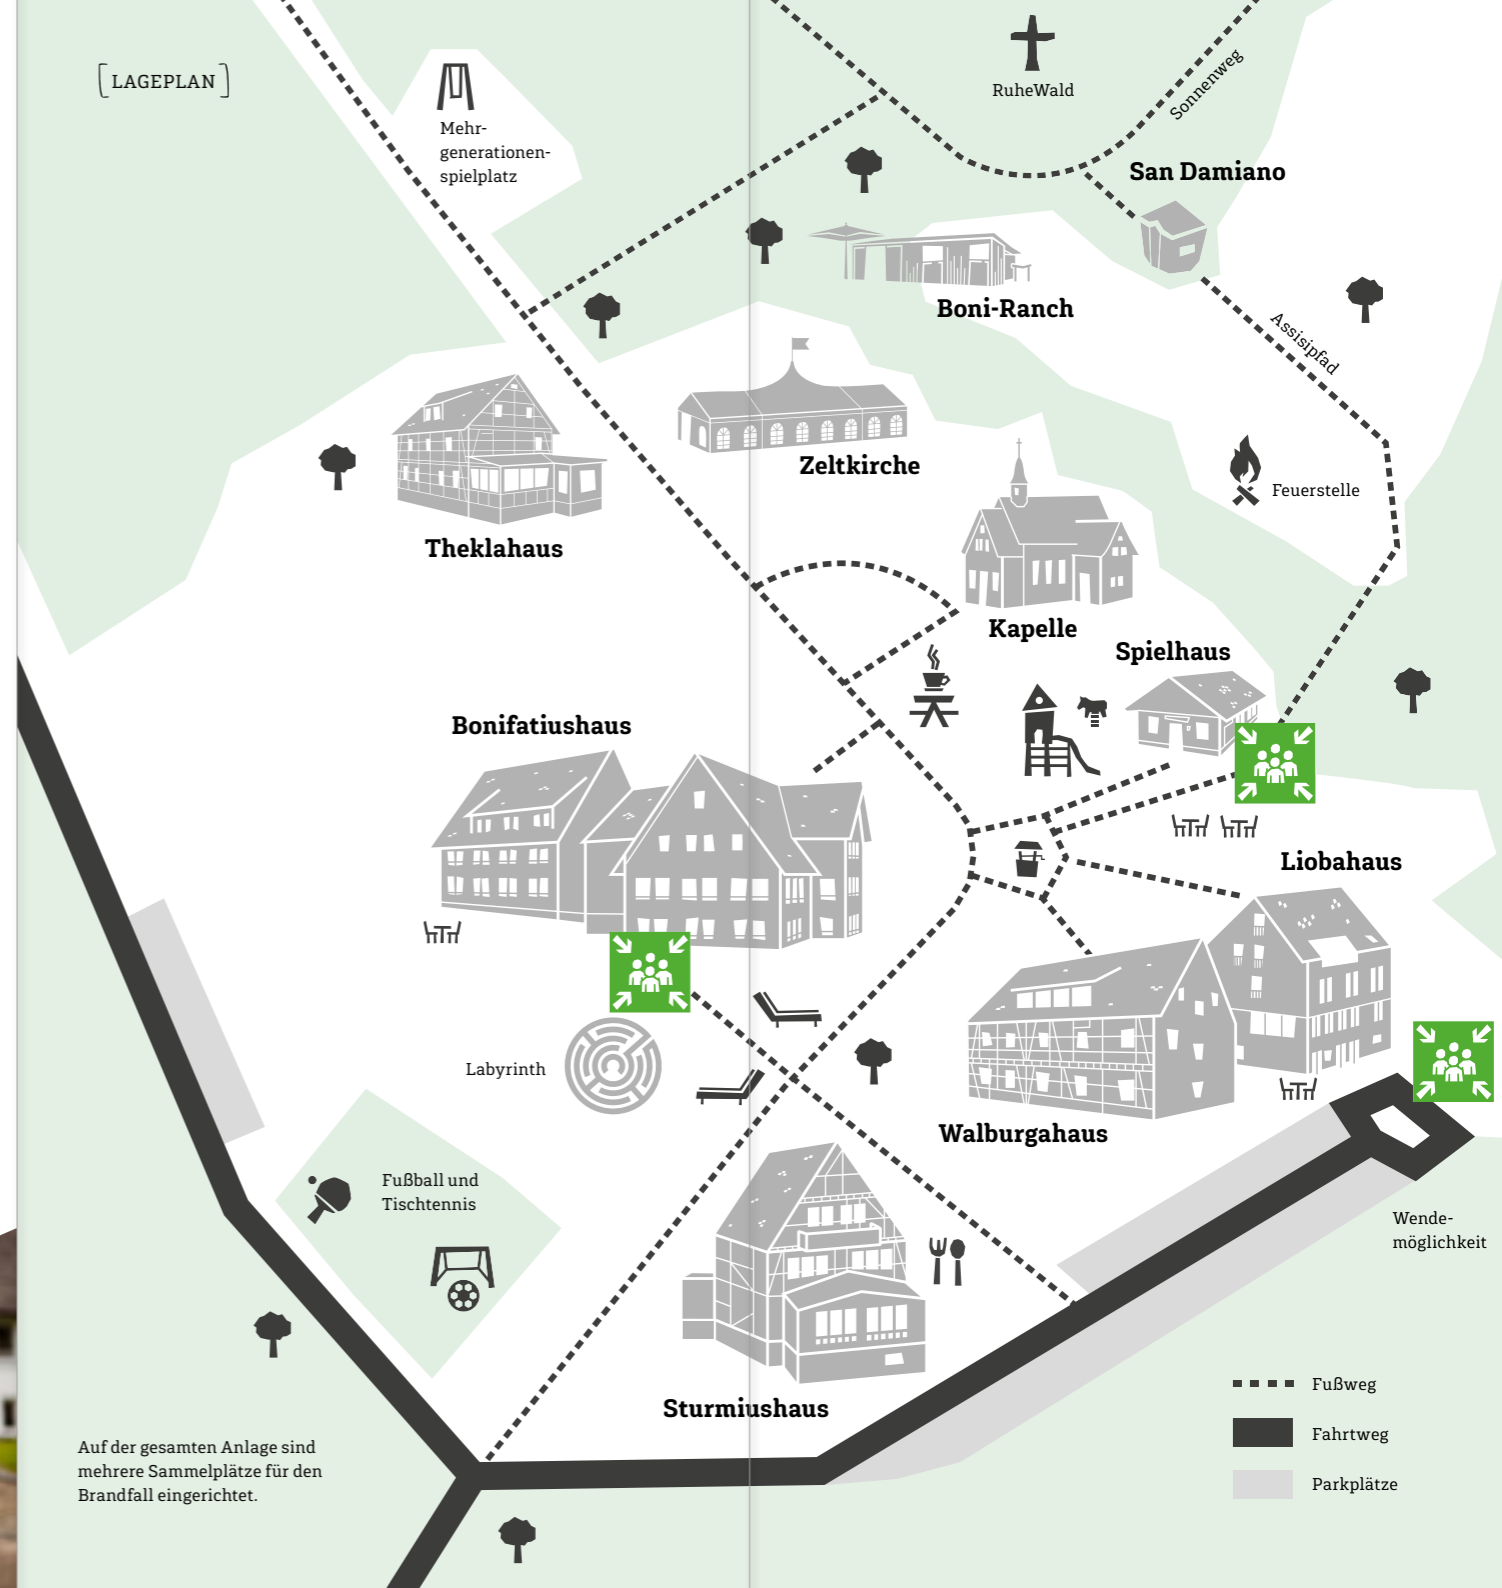 LAGEPLAN
RuheWald
Sonnenweg
Mehr-
generationen-
spielplatz
San Damiano
Boni-Ranch
Assisipfad
Zeltkirche
Feuerstelle
Theklahaus
Kapelle
Spielhaus
Bonifatiushaus
Liobahaus
Labyrinth
Walburgahaus
Fußball und
Tischtennis
Wende-
möglichkeit
Sturmiushaus
Fußweg
Fahrtweg
Parkplätze
Auf der gesamten Anlage sind
mehrere Sammelplätze für den
Brandfall eingerichtet.